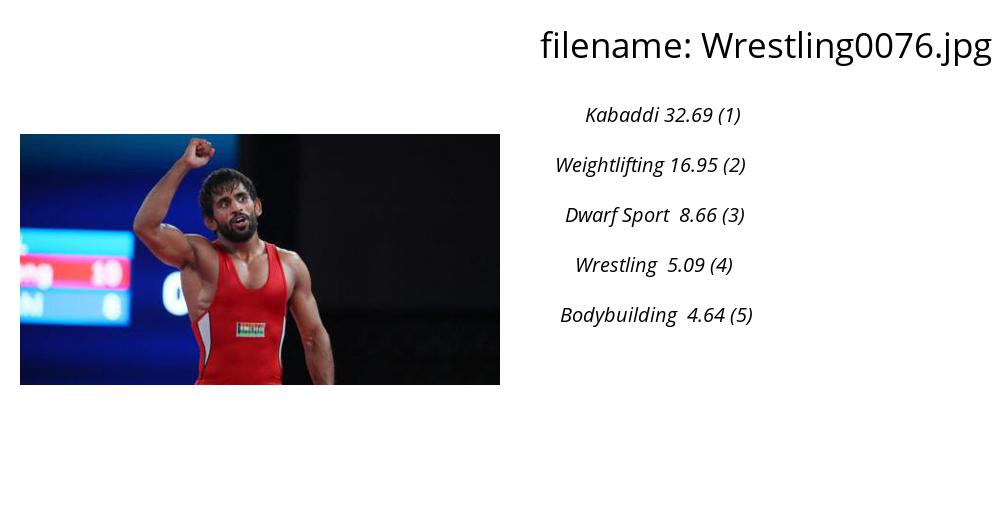 filename: Wrestling0076.jpg
Kabaddi 32.69 (1)
Weightlifting 16.95 (2)
Dwarf Sport 8.66 (3)
Wrestling 5.09 (4)
Bodybuilding 4.64 (5)
10